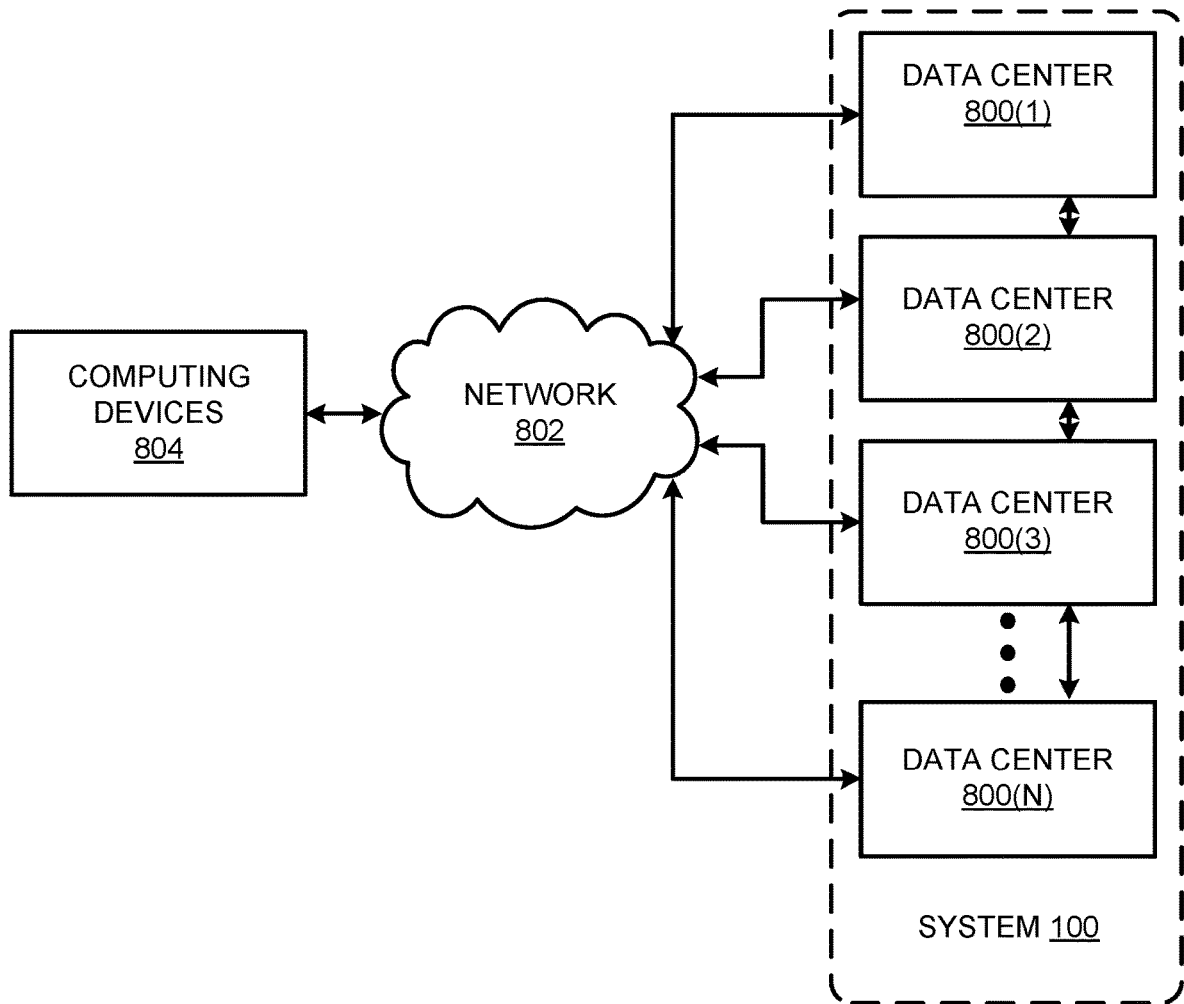 DATA CENTER
800(1)
DATA CENTER
800(2)
COMPUTING
DEVICES
804
NETWORK
802
DATA CENTER
800(3)
DATA CENTER
800(N)
SYSTEM 100